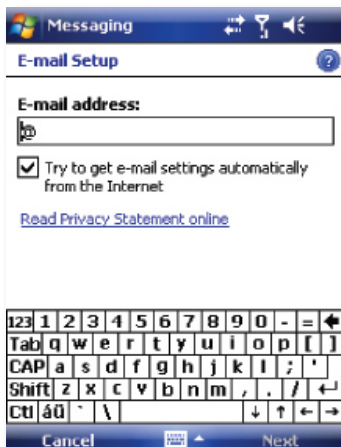 Messaging
E-mail Setup ?
E-mail address:
@
Try to get e-mail settings automatically
from the Internet
Read Privacy Statement online
123 1 2 3 4 5 6 7 8 9 0 - = ←
Tab q w e r t y u i o p [ ]
CAP a s d f g h j k l ; '
Shift z x c v b n m , . / ↵
Ctl áü ` \ ↓ ↑ ← →
Cancel Next